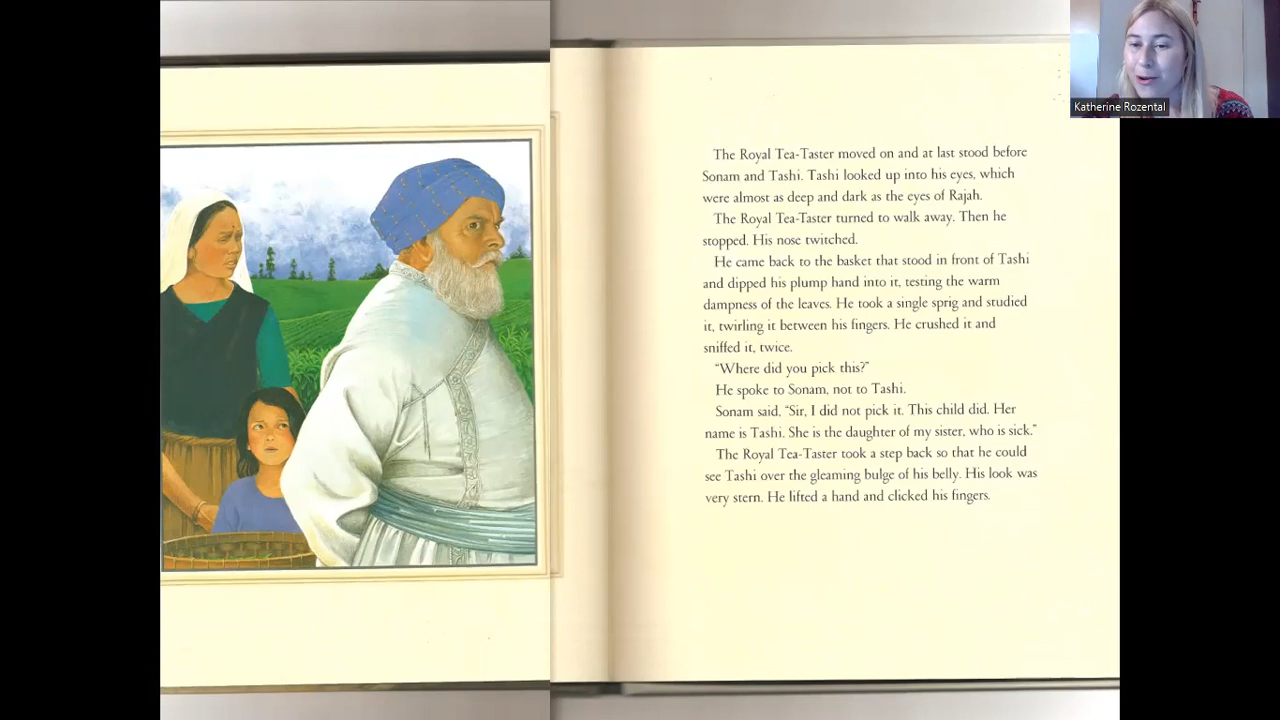 Katherine Rozental
The Royal Tea-Taster moved on and at last stood before
Sonam and Tashi. Tashi looked up into his eyes, which
were almost as deep and dark as the eyes of Rajah.
The Royal Tea-Taster turned to walk away. Then he
stopped. His nose twitched.
He came back to the basket that stood in front of Tashi
and dipped his plump hand into it, testing the warm
dampness of the leaves. He took a single sprig and studied
it, twirling it between his fingers. He crushed it and
sniffed it, twice.
“Where did you pick this?”
He spoke to Sonam, not to Tashi.
Sonam said, “Sir, I did not pick it. This child did. Her
name is Tashi. She is the daughter of my sister, who is sick.”
The Royal Tea-Taster took a step back so that he could
see Tashi over the gleaming bulge of his belly. His look was
very stern. He lifted a hand and clicked his fingers.